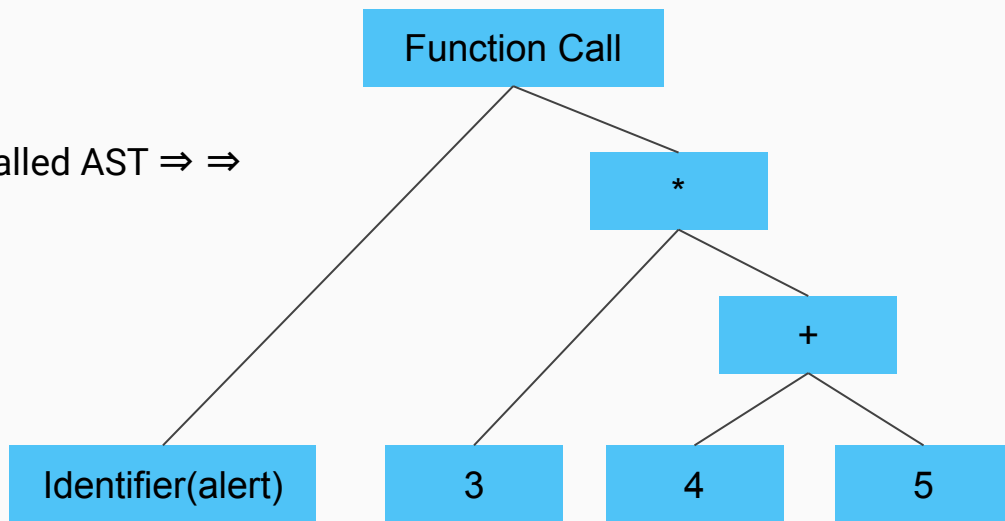 Function Call
alled AST ⇒ ⇒
*
+
Identifier(alert)
3
4
5